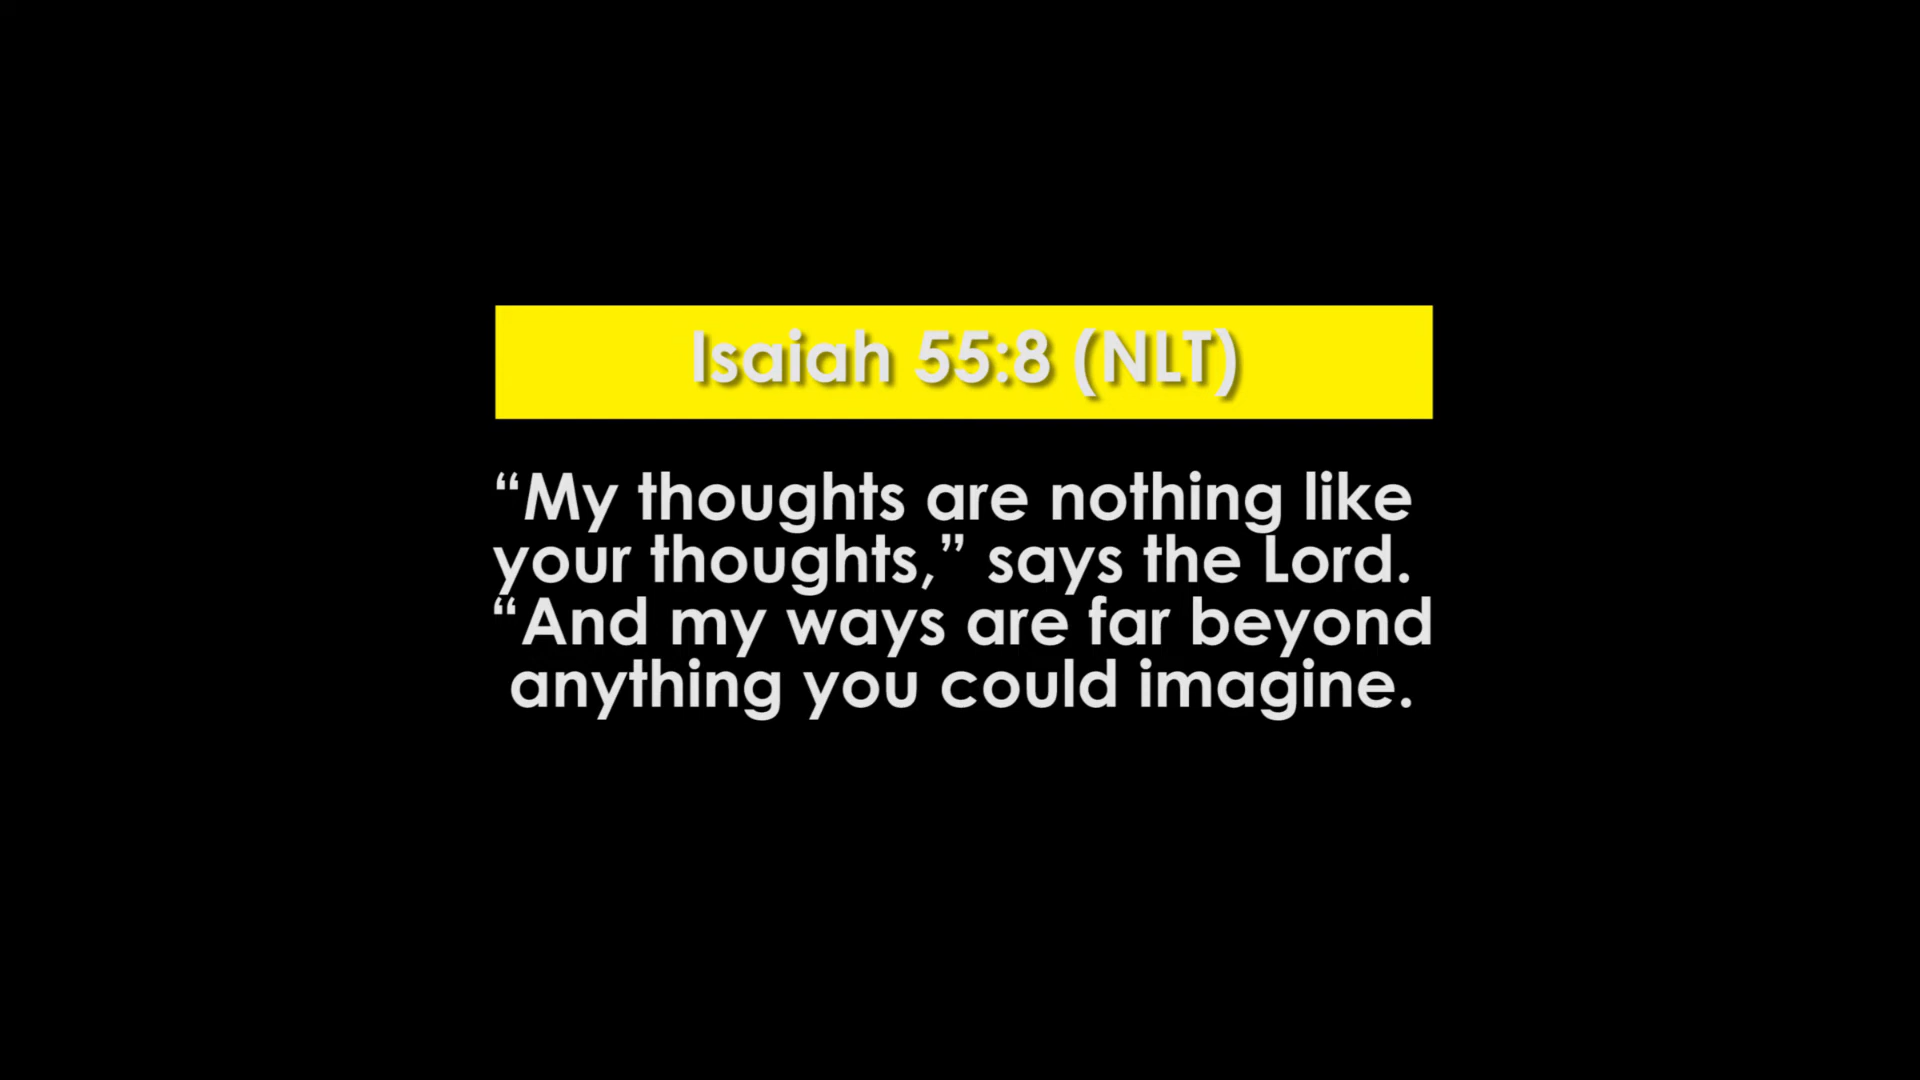 Isaiah 55:8 (NLT)
“My thoughts are nothing like
your thoughts,” says the Lord.
“And my ways are far beyond
anything you could imagine.